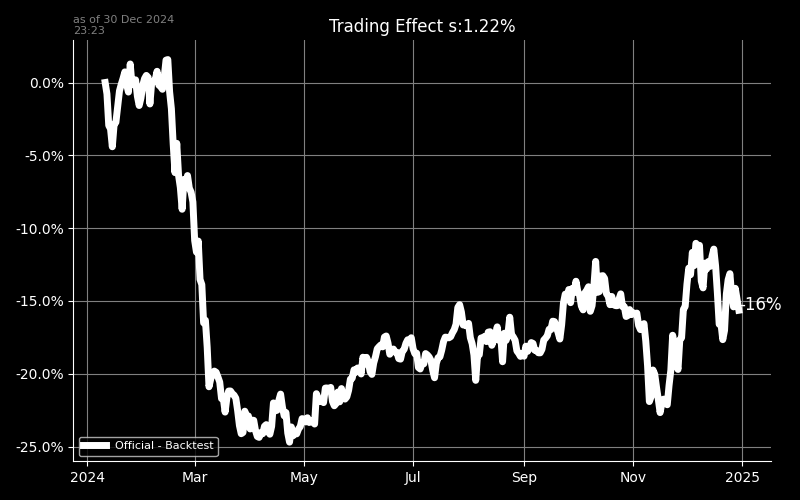 as of 30 Dec 2024
23:23
Trading Effect s:1.22%
0.0%
-5.0%
-10.0%
-15.0%
-20.0%
-25.0%
-16%
Official - Backtest
2024 Mar May Jul Sep Nov 2025